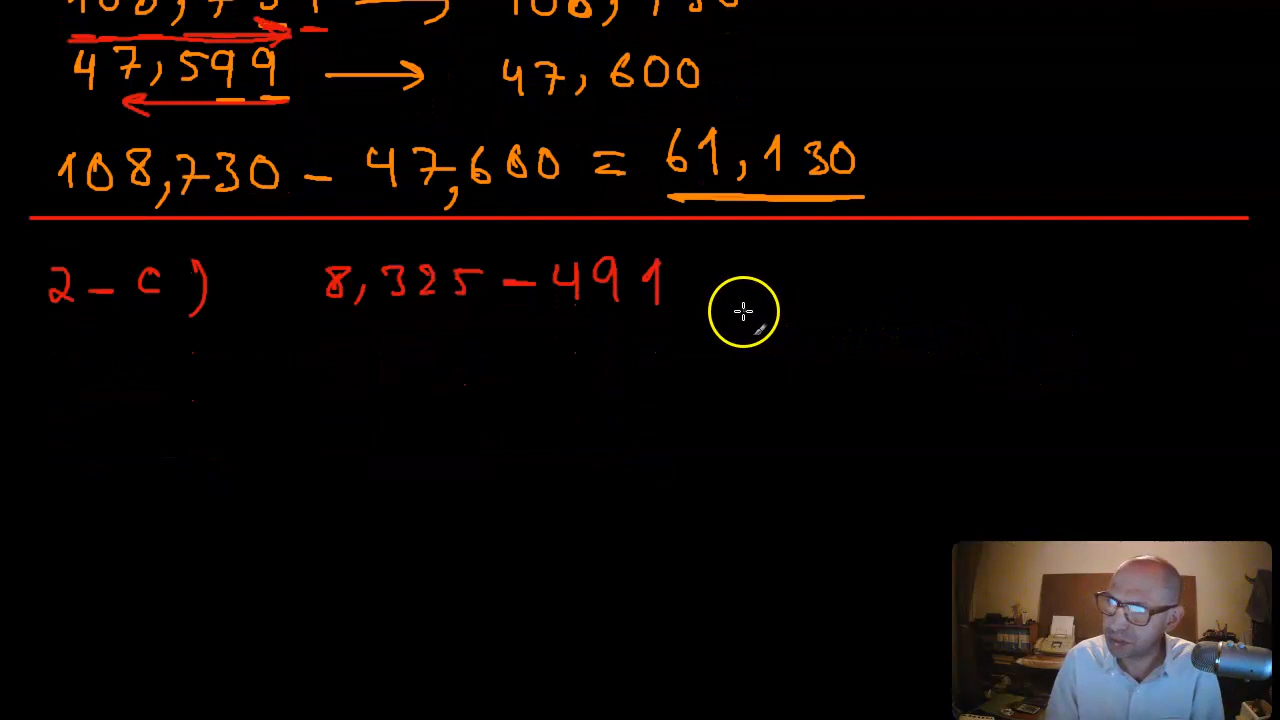 47,599 → 47,600
108,730 - 47,600 = 61,130
2-c) 8,325 - 491